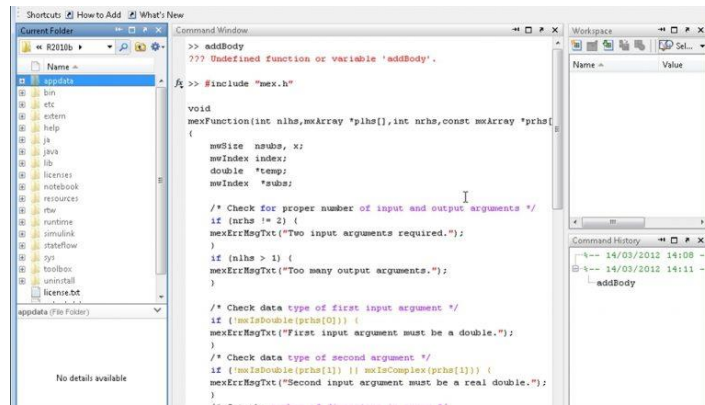 Shortcuts How to Add What's New
Current Folder
« R2010b
Name
appdata
bin
etc
extern
help
ja
java
lib
licenses
notebook
resources
rtw
runtime
simulink
stateflow
sys
toolbox
uninstall
license.txt
appdata (File Folder)
No details available
Command Window
>> addBody
??? Undefined function or variable 'addBody'.
fx >> #include "mex.h"
void
mexFunction(int nlhs,mxArray *plhs[],int nrhs,const mxArray *prhs[
{
mwSize nsubs, x;
mwIndex index;
double *temp;
mwIndex *subs;
/* Check for proper number of input and output arguments */
if (nrhs != 2) {
mexErrMsgTxt("Two input arguments required.");
}
if (nlhs > 1) {
mexErrMsgTxt("Too many output arguments.");
}
/* Check data type of first input argument */
if (!mxIsDouble(prhs[0])) {
mexErrMsgTxt("First input argument must be a double.");
}
/* Check data type of second argument */
if (!mxIsDouble(prhs[1]) || mxIsComplex(prhs[1])) {
mexErrMsgTxt("Second input argument must be a real double.");
}
Workspace
Sel...
Name Value
Command History
%-- 14/03/2012 14:08 -
%-- 14/03/2012 14:11 -
addBody